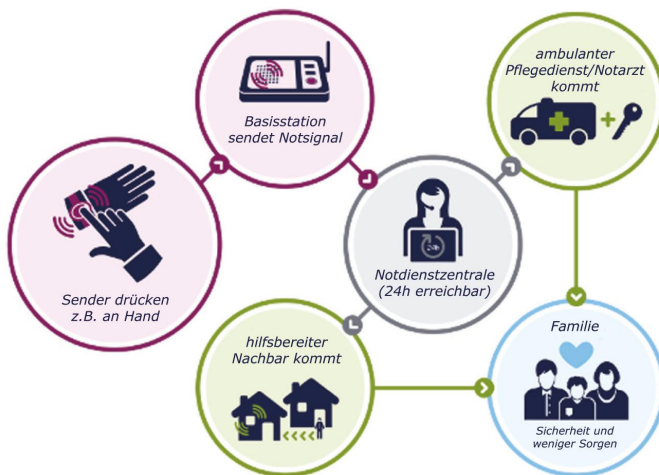 Sender drücken
z.B. an Hand
Basisstation
sendet Notsignal
Notdienstzentrale
(24h erreichbar)
ambulanter
Pflegedienst/Notarzt
kommt
hilfsbereiter
Nachbar kommt
Familie
Sicherheit und
weniger Sorgen